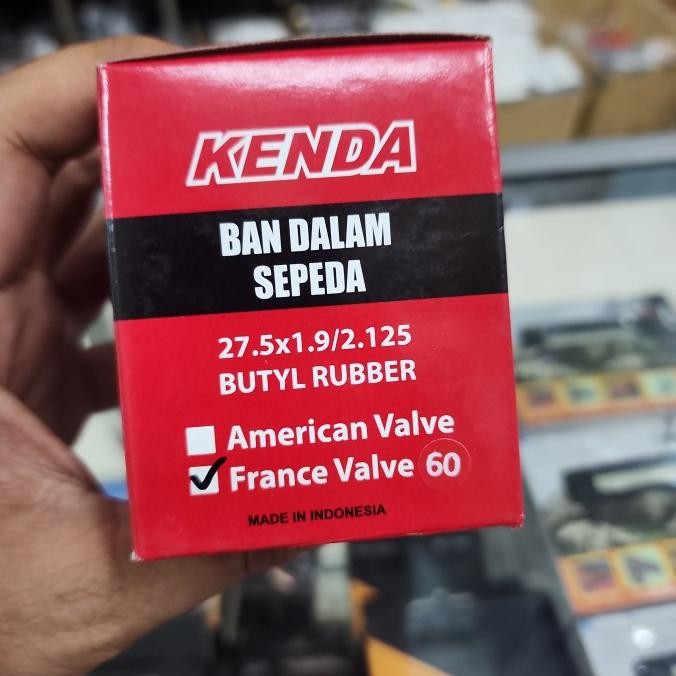 KENDA
BAN DALAM
SEPEDA
27.5x1.9/2.125
BUTYL RUBBER
American Valve
France Valve 60
MADE IN INDONESIA